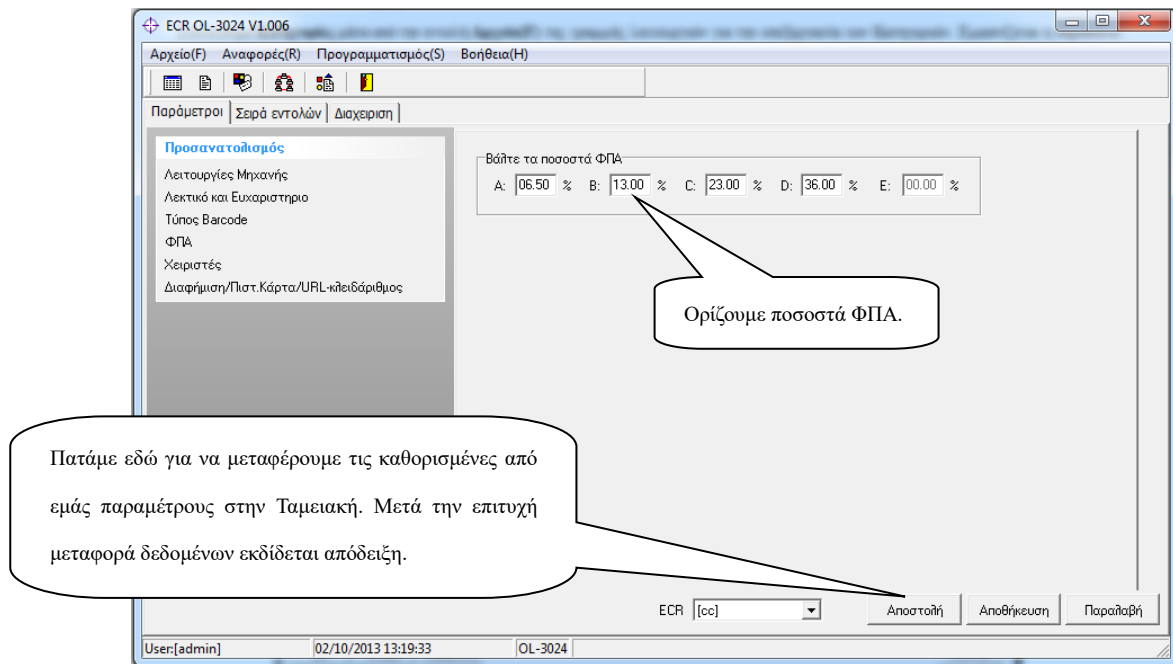 ECR OL-3024 V1.006
Αρχείο(F) Αναφορές(R) Προγραμματισμός(S) Βοήθεια(H)
Παράμετροι Σειρά εντολών Διαχειριση
Προσανατολισμός
Λειτουργίες Μηχανής
Λεκτικό και Ευχαριστηριο
Τύπος Barcode
ΦΠΑ
Χειριστές
Διαφήμιση/Πιστ.Κάρτα/URL-κλειδάριθμος
Βάλτε τα ποσοστά ΦΠΑ
A: 06.50 % B: 13.00 % C: 23.00 % D: 36.00 % E: 00.00 %
Ορίζουμε ποσοστά ΦΠΑ.
Πατάμε εδώ για να μεταφέρουμε τις καθορισμένες από
εμάς παραμέτρους στην Ταμειακή. Μετά την επιτυχή
μεταφορά δεδομένων εκδίδεται απόδειξη.
ECR [cc] Αποστολή Αποθήκευση Παραλαβή
User:[admin] 02/10/2013 13:19:33 OL-3024